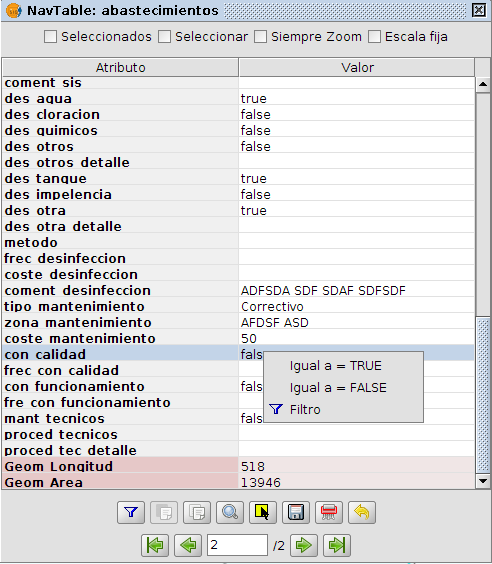 NavTable: abastecimientos
Seleccionados Seleccionar Siempre Zoom Escala fija
Atributo Valor
coment sis
des agua true
des cloracion false
des quimicos false
des otros false
des otros detalle
des tanque true
des impelencia false
des otra true
des otra detalle
metodo
frec desinfeccion
coste desinfeccion
coment desinfeccion ADFSDA SDF SDAF SDFSDF
tipo mantenimiento Correctivo
zona mantenimiento AFDSF ASD
coste mantenimiento 50
con calidad fals
Igual a = TRUE
frec con calidad
con funcionamiento fals
Igual a = FALSE
fre con funcionamiento
Filtro
mant tecnicos fals
proced tecnicos
proced tec detalle
Geom Longitud 518
Geom Area 13946
2 /2